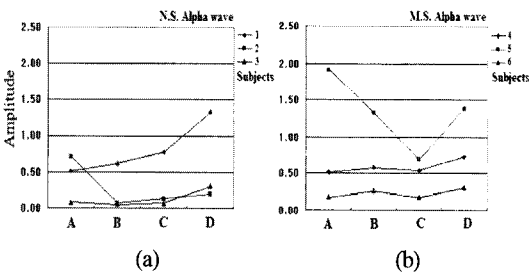 N.S. Alpha wave
2.50
2.00
1.50
1.00
0.50
0.00
Amplitude
1
2
3
Subjects
A B C D
(a)
M.S. Alpha wave
2.50
2.00
1.50
1.00
0.50
0.00
4
5
6
Subjects
A B C D
(b)